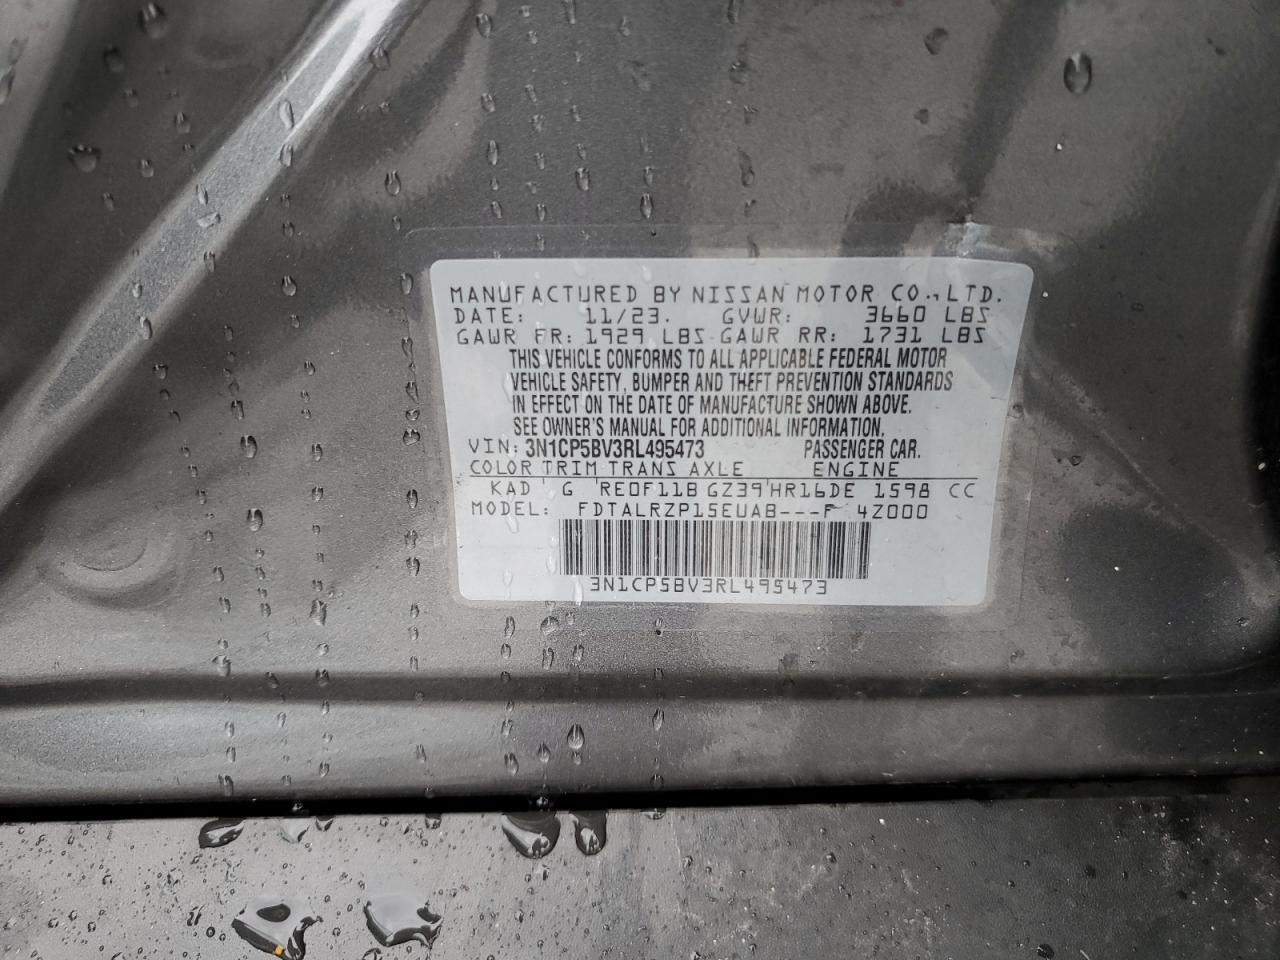 MANUFACTURED BY NISSAN MOTOR CO., LTD.
DATE: 11/23. GVWR: 3660 LBS
GAWR FR: 1929 LBS GAWR RR: 1731 LBS
THIS VEHICLE CONFORMS TO ALL APPLICABLE FEDERAL MOTOR
VEHICLE SAFETY, BUMPER AND THEFT PREVENTION STANDARDS
IN EFFECT ON THE DATE OF MANUFACTURE SHOWN ABOVE.
SEE OWNER'S MANUAL FOR ADDITIONAL INFORMATION.
VIN: 3N1CP5BV3RL495473 PASSENGER CAR.
COLOR TRIM TRANS AXLE ENGINE
KAD G RE0F11B GZ39 HR16DE 1598 CC
MODEL: FDTALRZP15EUAB---F 4Z000
3N1CP5BV3RL495473